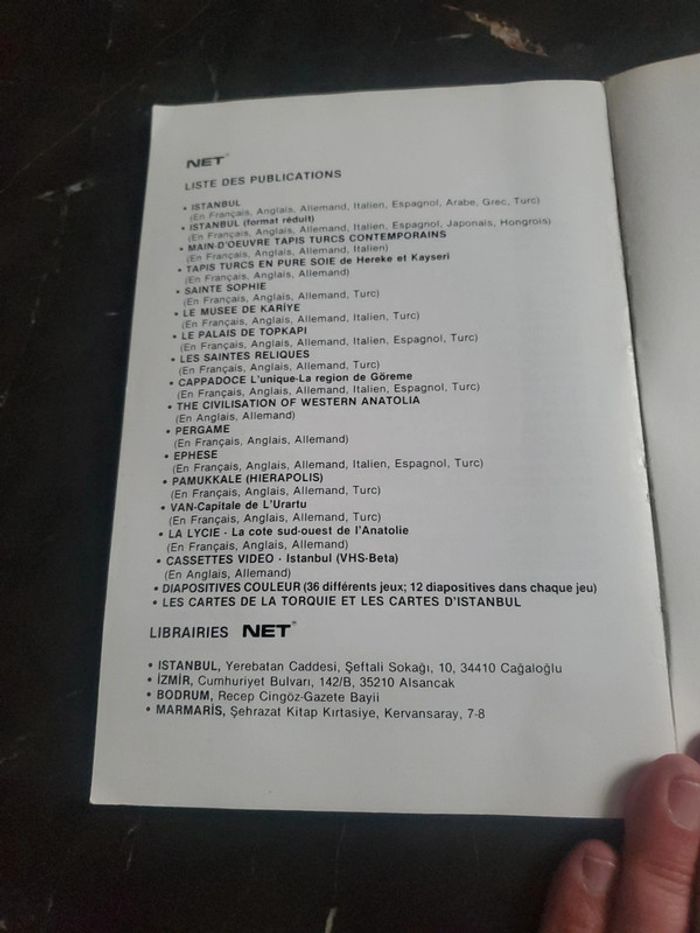 NET®
LISTE DES PUBLICATIONS
• ISTANBUL
(En Français, Anglais, Allemand, Italien, Espagnol, Arabe, Grec, Turc)
• ISTANBUL (format réduit)
(En Français, Anglais, Allemand, Italien, Espagnol, Japonais, Hongrois)
• MAIN-D'OEUVRE TAPIS TURCS CONTEMPORAINS
(En Français, Anglais, Allemand, Italien)
• TAPIS TURCS EN PURE SOIE de Hereke et Kayseri
(En Français, Anglais, Allemand)
• SAINTE SOPHIE
(En Français, Anglais, Allemand, Turc)
• LE MUSEE DE KARİYE
(En Français, Anglais, Allemand, Italien, Turc)
• LE PALAIS DE TOPKAPI
(En Français, Anglais, Allemand, Italien, Espagnol, Turc)
• LES SAINTES RELIQUES
(En Français, Anglais, Allemand, Turc)
• CAPPADOCE L'unique-La region de Göreme
(En Français, Anglais, Allemand, Italien, Espagnol, Turc)
• THE CIVILISATION OF WESTERN ANATOLIA
(En Anglais, Allemand)
• PERGAME
(En Français, Anglais, Allemand)
• EPHESE
(En Français, Anglais, Allemand, Italien, Espagnol, Turc)
• PAMUKKALE (HIERAPOLIS)
(En Français, Anglais, Allemand, Turc)
• VAN-Capitale de L'Urartu
(En Français, Anglais, Allemand, Turc)
• LA LYCIE - La cote sud-ouest de l'Anatolie
(En Français, Anglais, Allemand)
• CASSETTES VIDEO - Istanbul (VHS-Beta)
(En Anglais, Allemand)
• DIAPOSITIVES COULEUR (36 différents jeux; 12 diapositives dans chaque jeu)
• LES CARTES DE LA TORQUIE ET LES CARTES D'ISTANBUL
LIBRAIRIES NET®
• ISTANBUL, Yerebatan Caddesi, Şeftali Sokağı, 10, 34410 Cağaloğlu
• İZMİR, Cumhuriyet Bulvarı, 142/B, 35210 Alsancak
• BODRUM, Recep Cingöz-Gazete Bayii
• MARMARİS, Şehrazat Kitap Kırtasiye, Kervansaray, 7-8